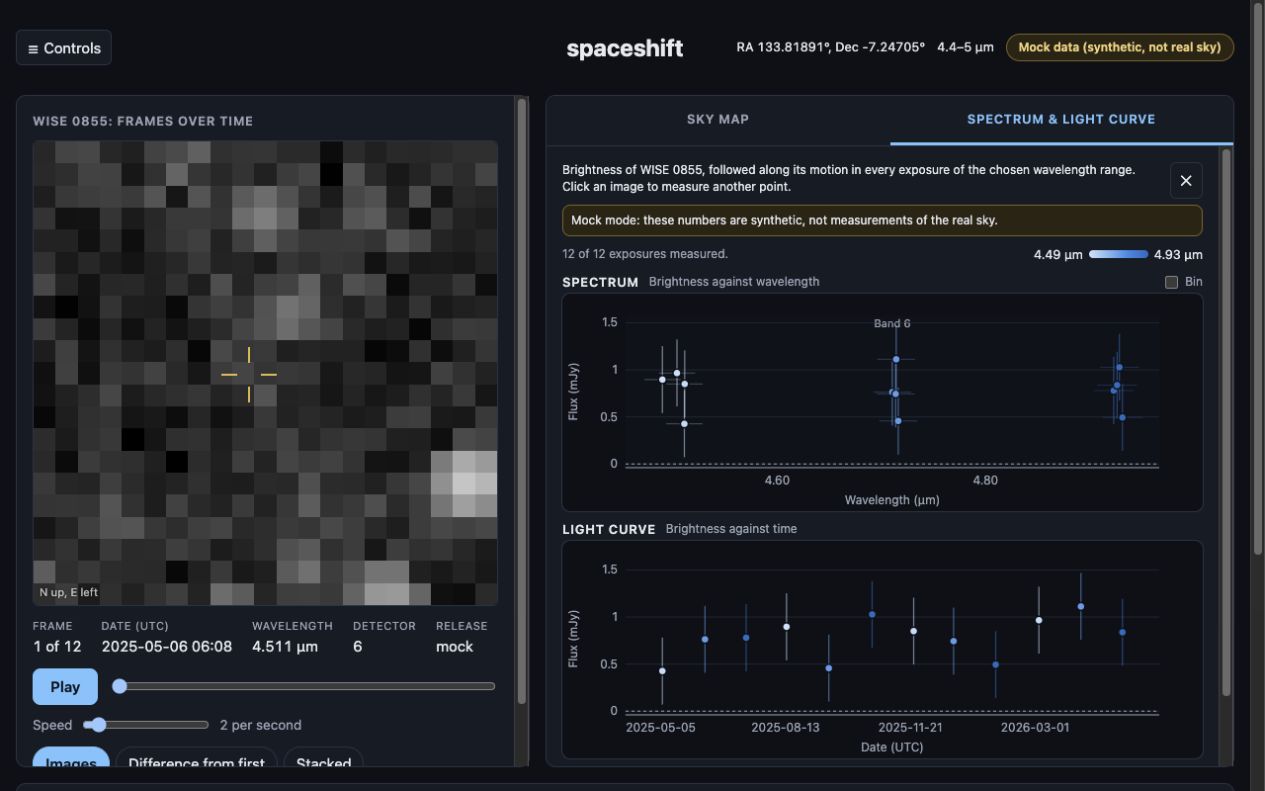 ≡ Controls
spaceshift
RA 133.81891°, Dec -7.24705° 4.4–5 μm Mock data (synthetic, not real sky)
WISE 0855: FRAMES OVER TIME
N up, E left
FRAME DATE (UTC) WAVELENGTH DETECTOR RELEASE
1 of 12 2025-05-06 06:08 4.511 μm 6 mock
Play
Speed 2 per second
Images Difference from first Stacked
SKY MAP SPECTRUM & LIGHT CURVE
Brightness of WISE 0855, followed along its motion in every exposure of the chosen wavelength range.
Click an image to measure another point.
✕
Mock mode: these numbers are synthetic, not measurements of the real sky.
12 of 12 exposures measured. 4.49 μm 4.93 μm
SPECTRUM Brightness against wavelength Bin
Band 6
1.5
1
0.5
0
Flux (mJy)
4.60 4.80
Wavelength (μm)
LIGHT CURVE Brightness against time
1.5
1
0.5
0
Flux (mJy)
2025-05-05 2025-08-13 2025-11-21 2026-03-01
Date (UTC)